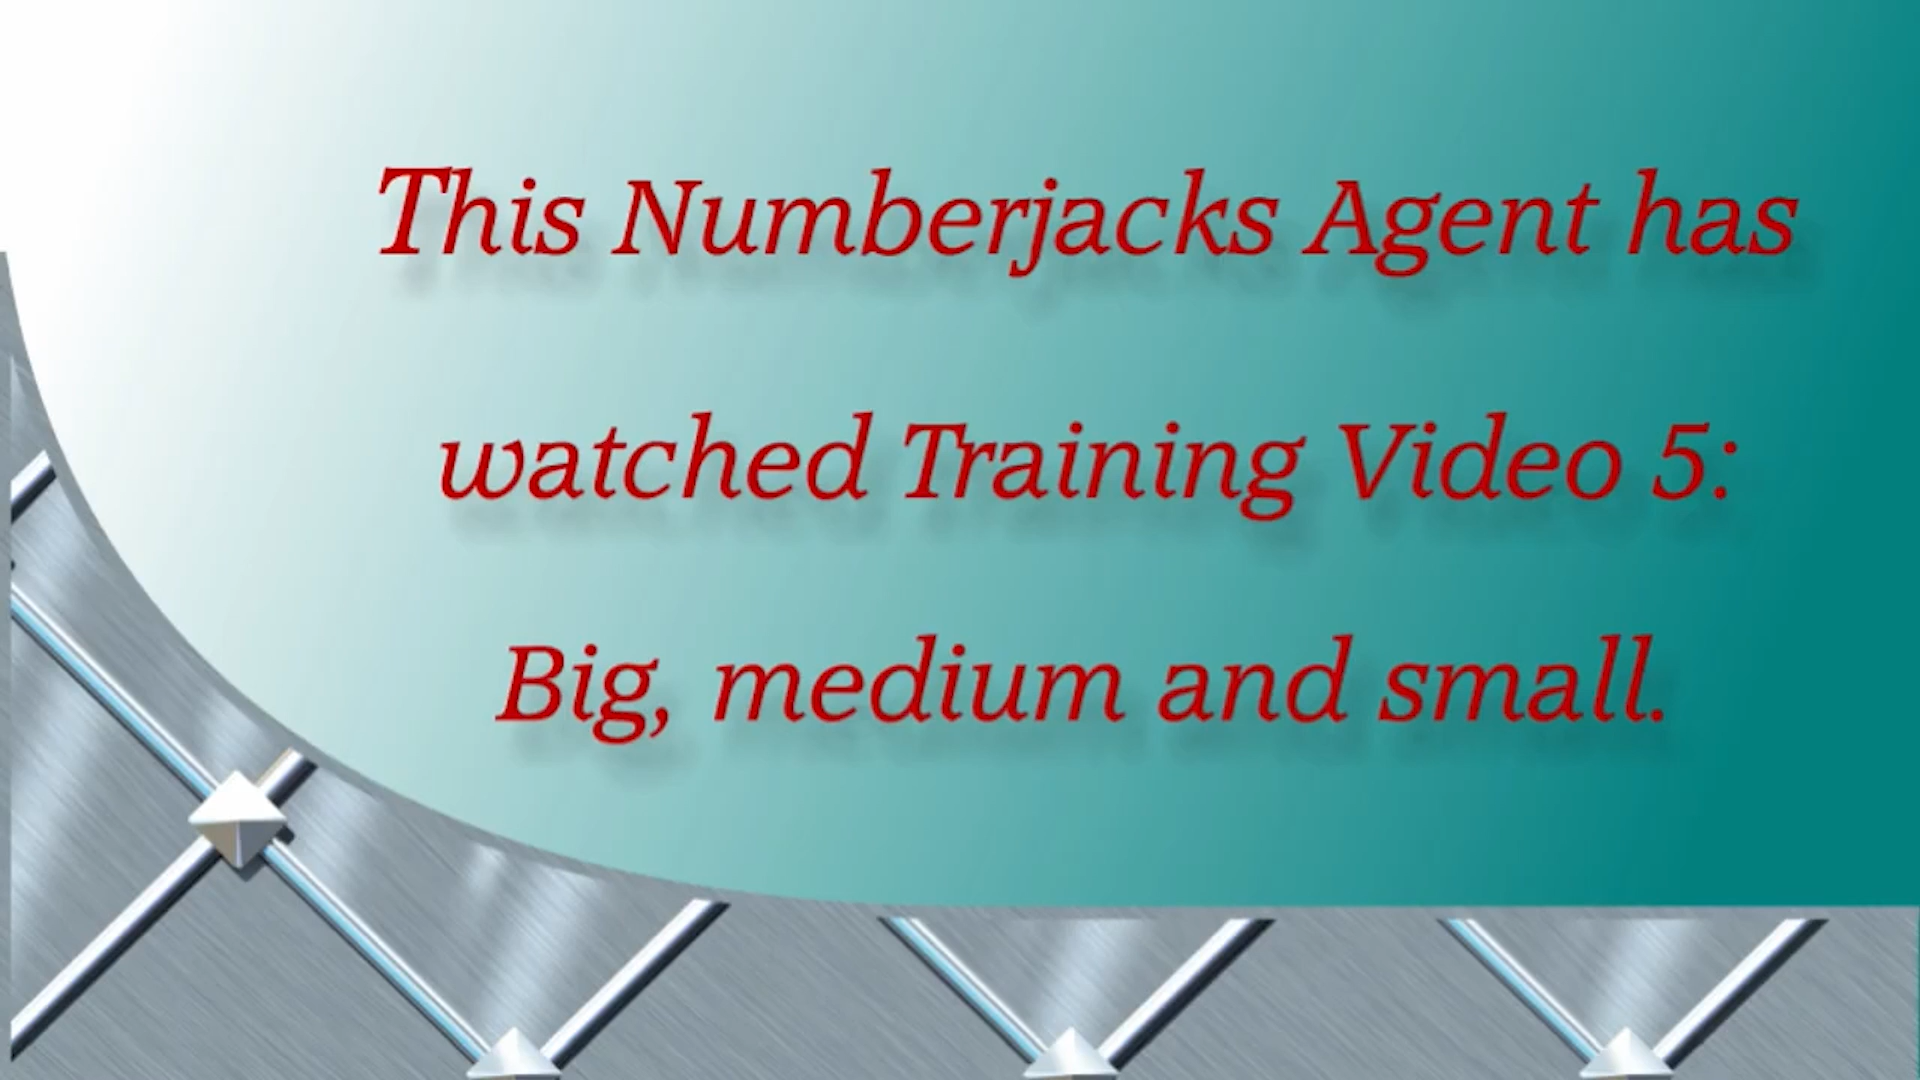 This Numberjacks Agent has
watched Training Video 5:
Big, medium and small.